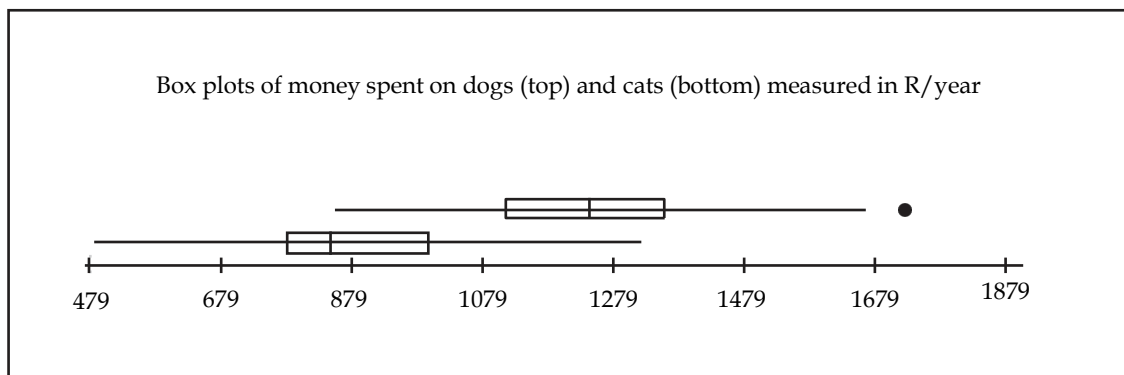 Box plots of money spent on dogs (top) and cats (bottom) measured in R/year
479 679 879 1079 1279 1479 1679 1879